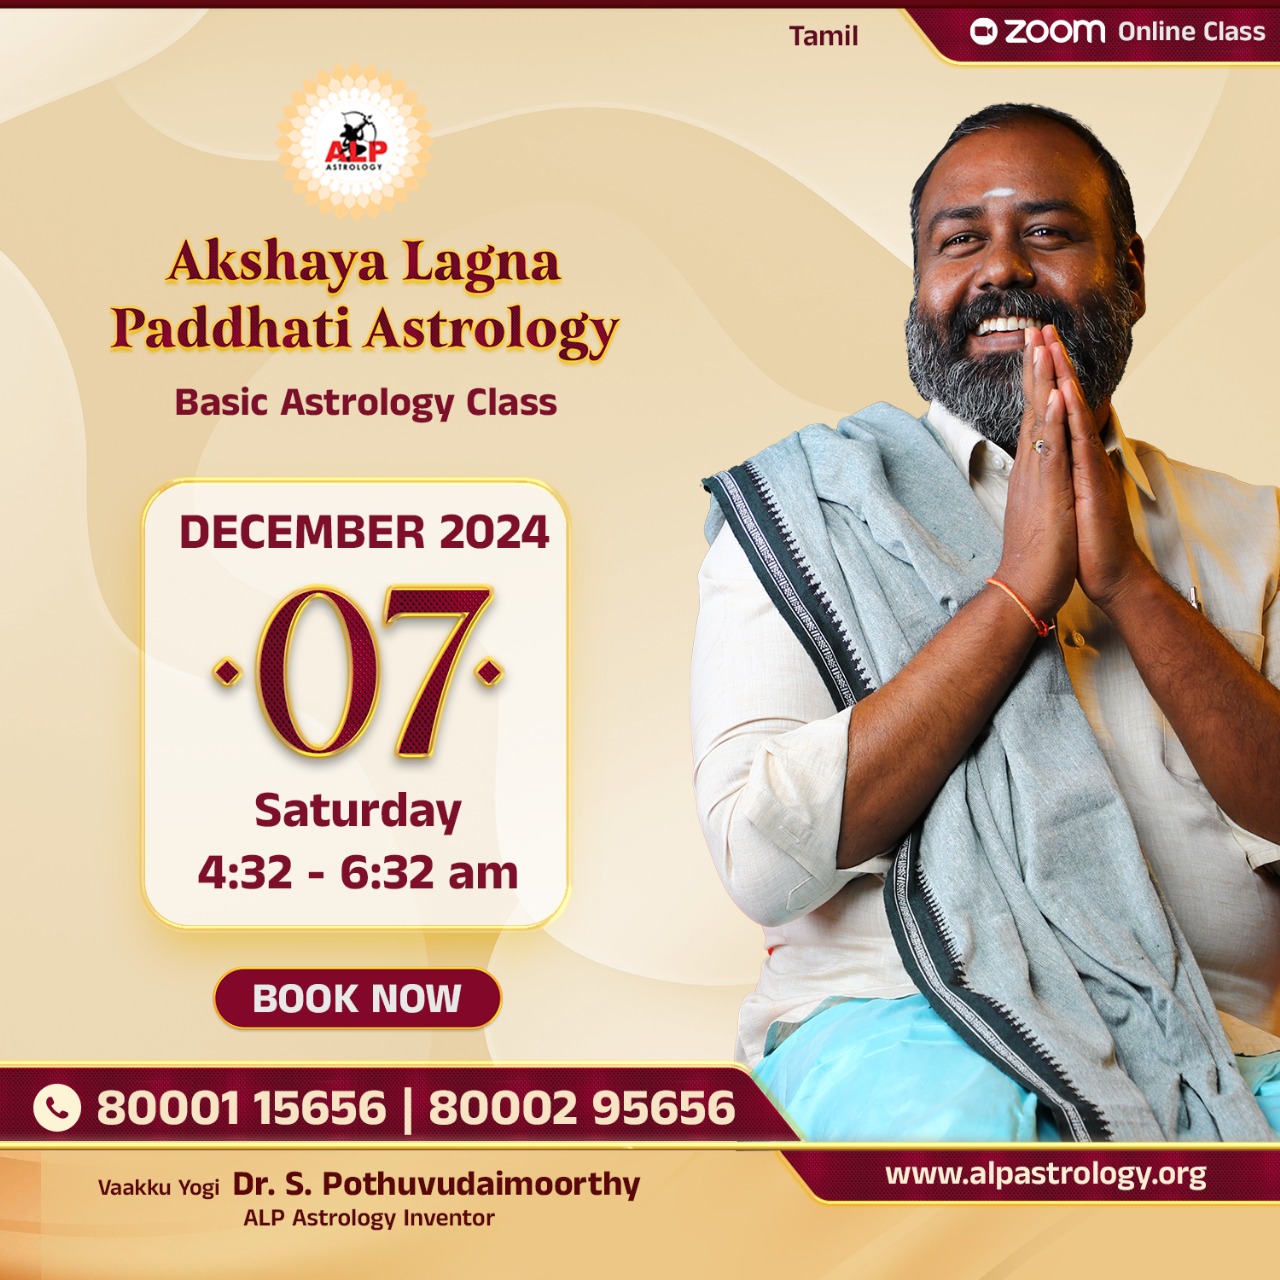 Tamil
zoom Online Class
ALP
ASTROLOGY
Akshaya Lagna
Paddhati Astrology
Basic Astrology Class
DECEMBER 2024
07
Saturday
4:32 - 6:32 am
BOOK NOW
80001 15656 | 80002 95656
Vaakku Yogi Dr. S. Pothuvudaimoorthy
ALP Astrology Inventor
www.alpastrology.org